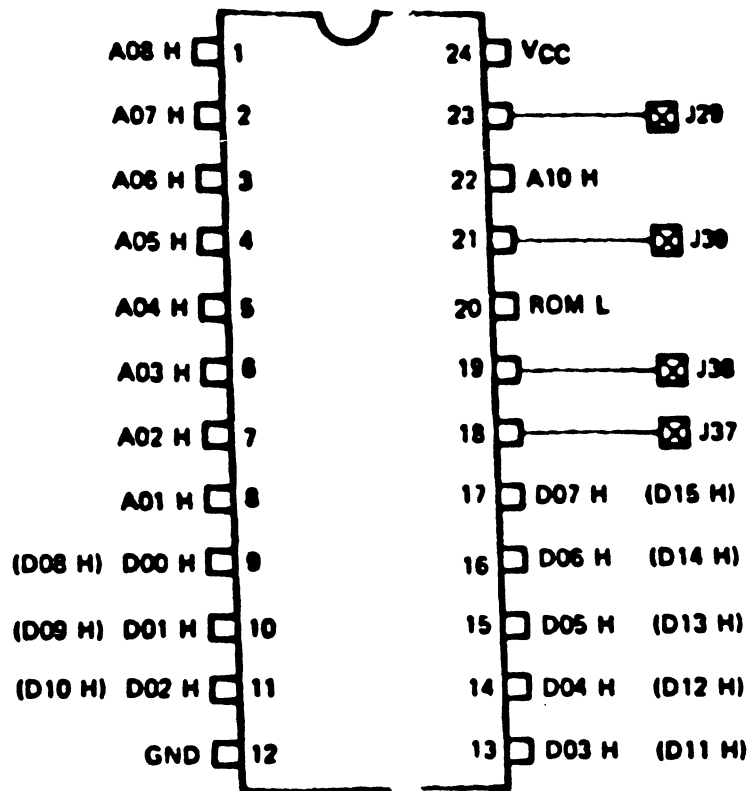 A08 H 1 24 VCC
A07 H 2 23 J29
A06 H 3 22 A10 H
A05 H 4 21 J39
A04 H 5 20 ROM L
A03 H 6 19 J38
A02 H 7 18 J37
A01 H 8 17 D07 H (D15 H)
(D08 H) D00 H 9 16 D06 H (D14 H)
(D09 H) D01 H 10 15 D05 H (D13 H)
(D10 H) D02 H 11 14 D04 H (D12 H)
GND 12 13 D03 H (D11 H)